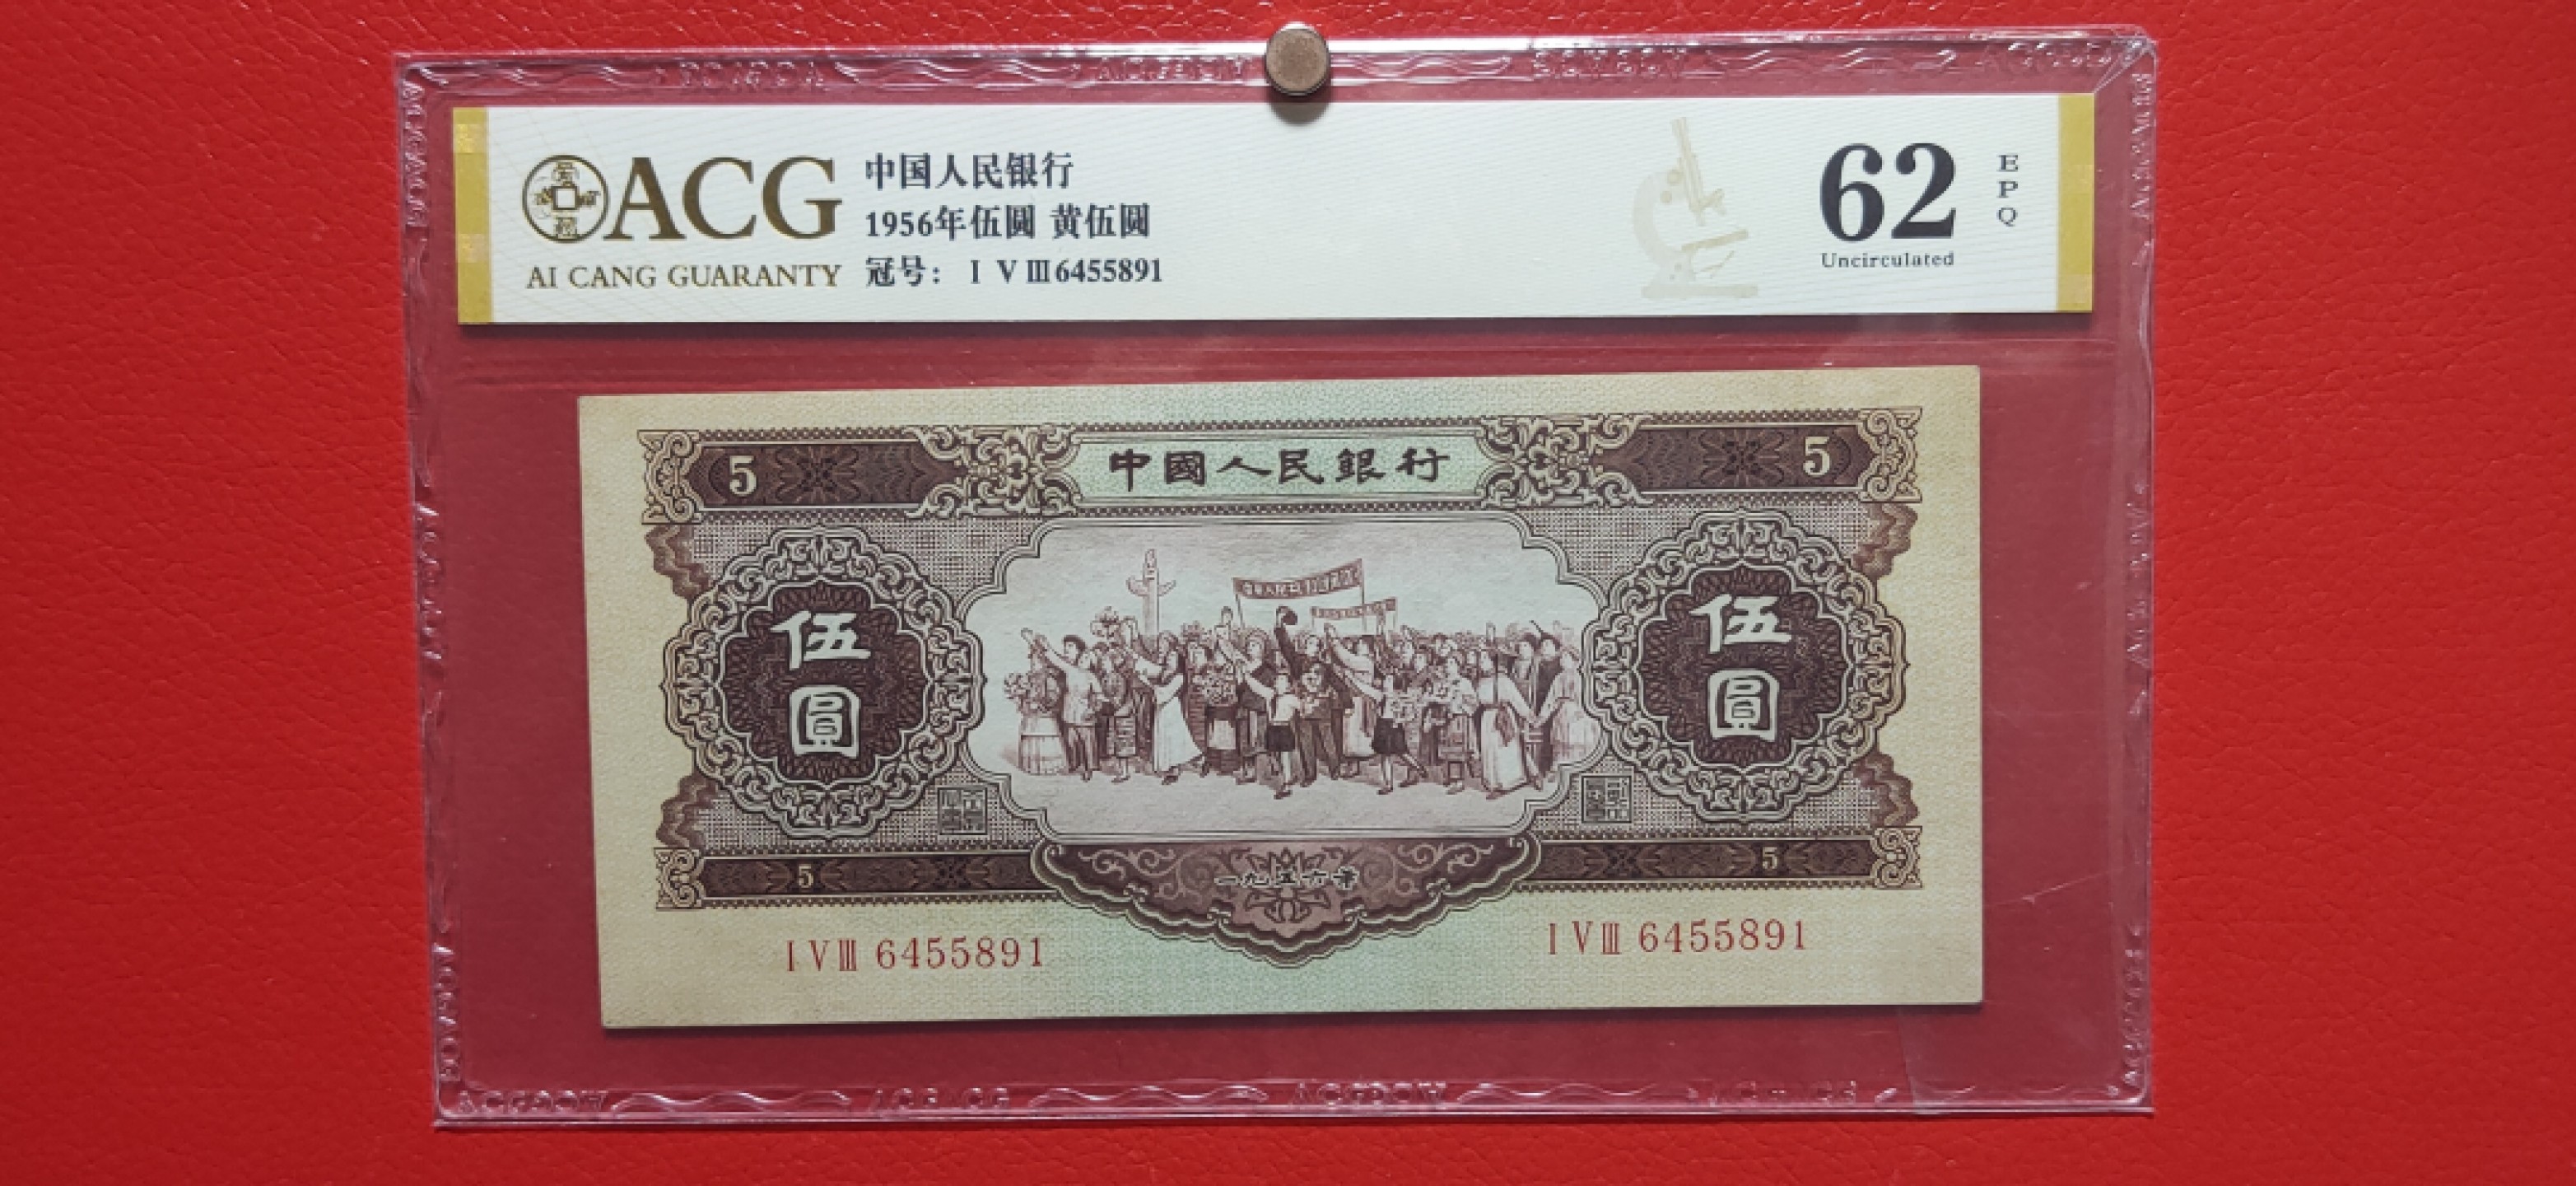 ACG
AI CANG GUARANTY
中国人民银行
1956年伍圆 黄伍圆
冠号：Ⅰ Ⅴ Ⅲ6455891
62
EPQ
Uncirculated
5 中國人民銀行 5
伍圓
伍圓
5 一九五六年 5
ⅠⅤⅢ 6455891
ⅠⅤⅢ 6455891